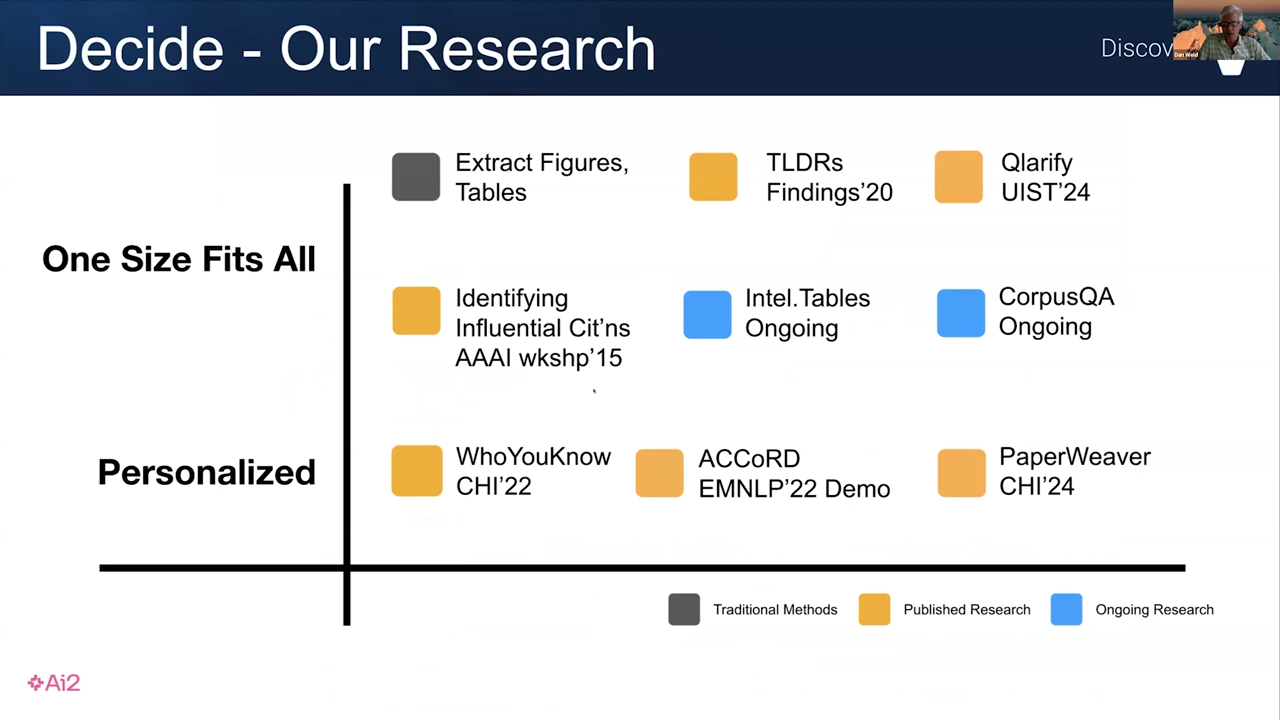 Decide - Our Research
Discov
Dan Weld
Extract Figures,
Tables
TLDRs
Findings’20
Qlarify
UIST’24
One Size Fits All
Identifying
Influential Cit’ns
AAAI wkshp’15
Intel.Tables
Ongoing
CorpusQA
Ongoing
Personalized
WhoYouKnow
CHI’22
ACCoRD
EMNLP’22 Demo
PaperWeaver
CHI’24
Traditional Methods
Published Research
Ongoing Research
Ai2